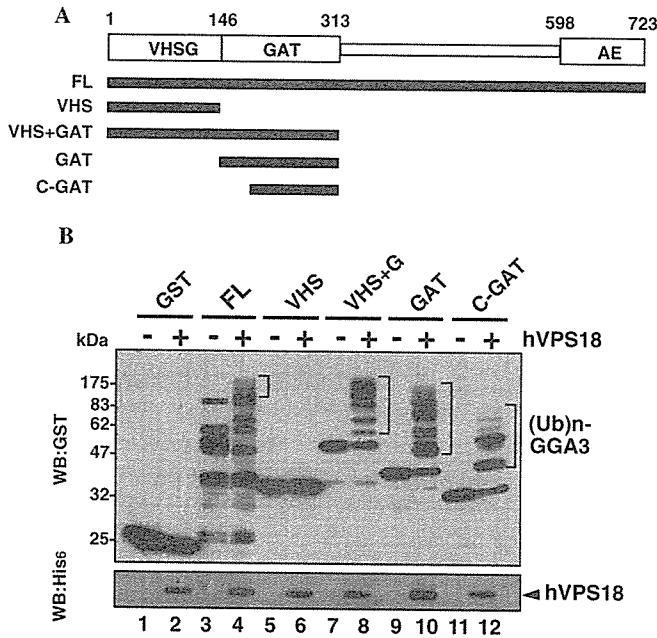 A
1 146 313 598 723
VHSG GAT AE
FL
VHS
VHS+GAT
GAT
C-GAT
B
GST FL VHS VHS+G GAT C-GAT
kDa - + - + - + - + - + - + hVPS18
175
83
62
47
32
25
WB:GST
(Ub)n-
GGA3
WB:His6
hVPS18
1 2 3 4 5 6 7 8 9 10 11 12